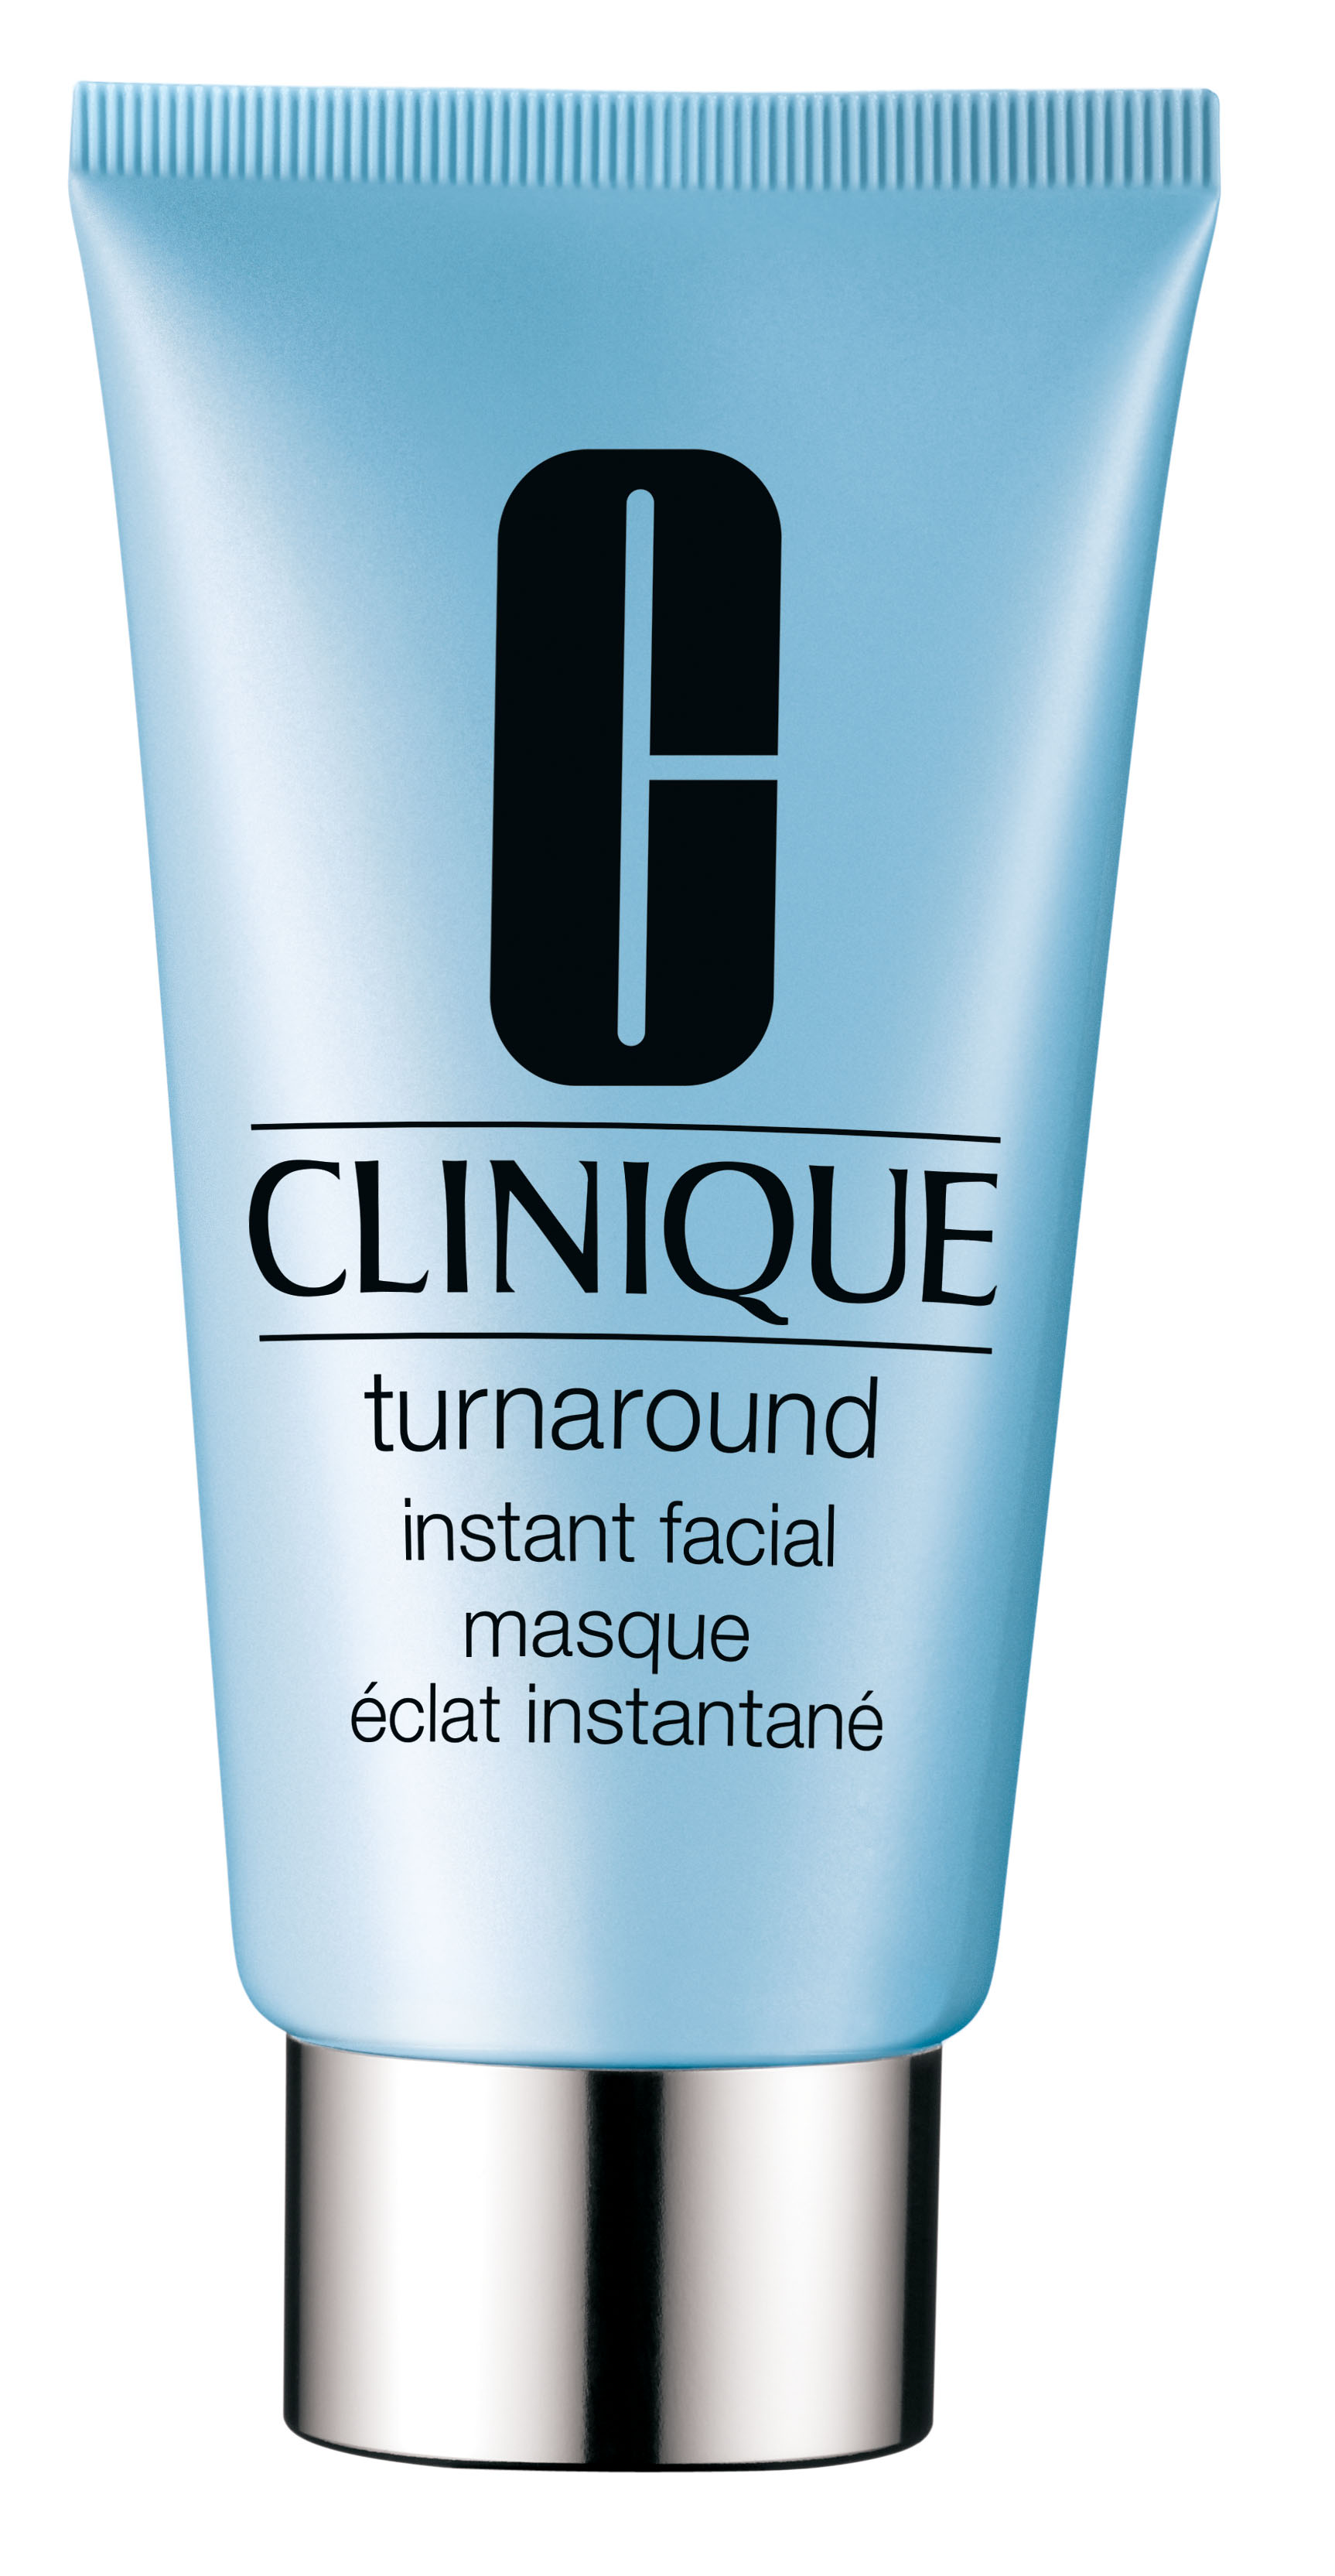 C
CLINIQUE
turnaround
instant facial
masque
éclat instantané